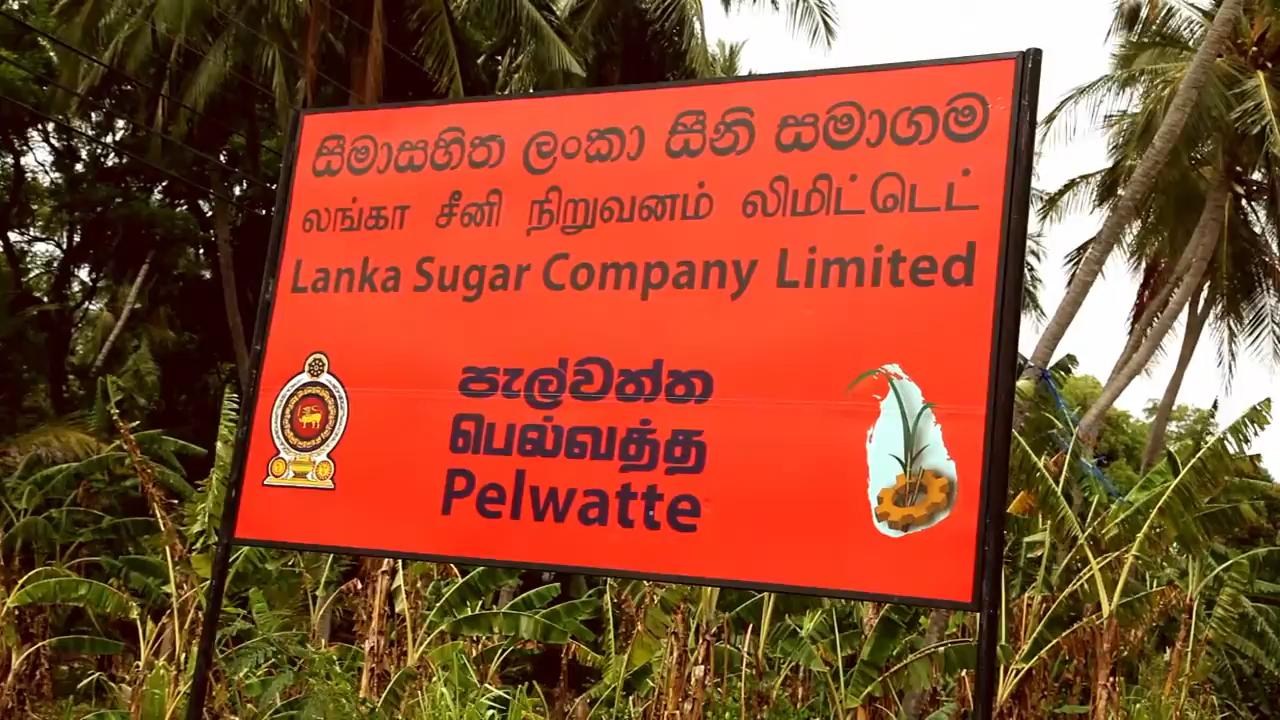 සීමාසහිත ලංකා සීනි සමාගම
லங்கா சீனி நிறுவனம் லிமிட்டெட்
Lanka Sugar Company Limited
පැල්වත්ත
பெல்வத்த
Pelwatte